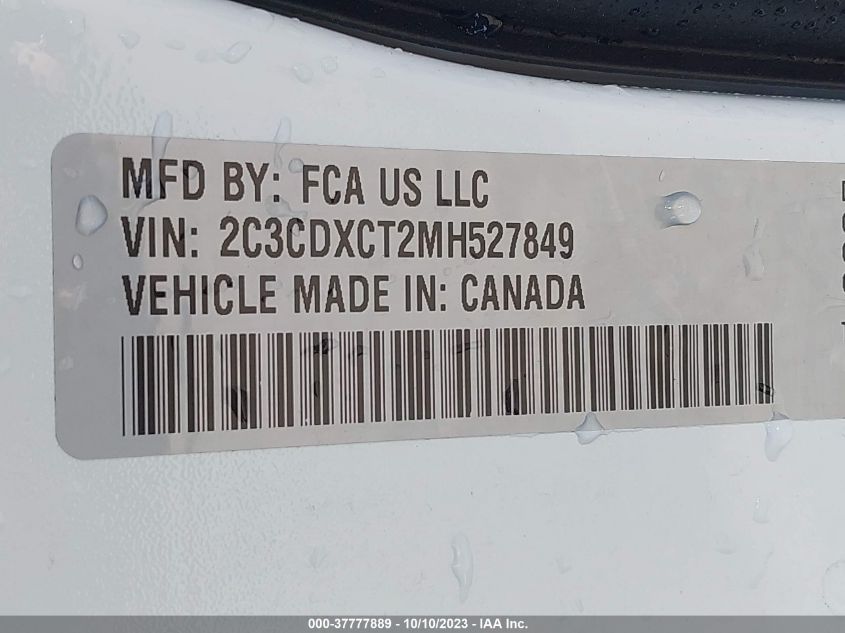 MFD BY: FCA US LLC
VIN: 2C3CDXCT2MH527849
VEHICLE MADE IN: CANADA
000-37777889 - 10/10/2023 - IAA Inc.